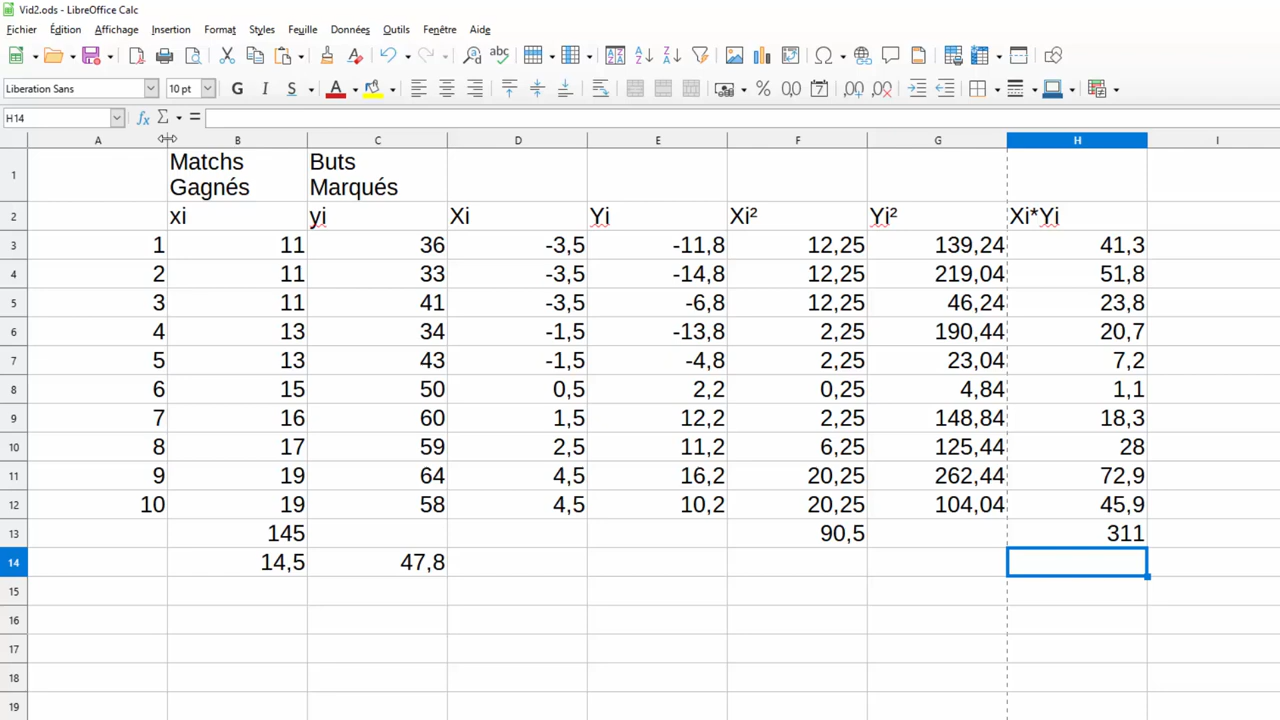 Vid2.ods - LibreOffice Calc
Fichier Édition Affichage Insertion Format Styles Feuille Données Outils Fenêtre Aide
Liberation Sans 10 pt G I S A
H14 fx Σ =
A B C D E F G H I
1 Matchs Gagnés Buts Marqués
2 xi yi Xi Yi Xi² Yi² Xi*Yi
3 1 11 36 -3,5 -11,8 12,25 139,24 41,3
4 2 11 33 -3,5 -14,8 12,25 219,04 51,8
5 3 11 41 -3,5 -6,8 12,25 46,24 23,8
6 4 13 34 -1,5 -13,8 2,25 190,44 20,7
7 5 13 43 -1,5 -4,8 2,25 23,04 7,2
8 6 15 50 0,5 2,2 0,25 4,84 1,1
9 7 16 60 1,5 12,2 2,25 148,84 18,3
10 8 17 59 2,5 11,2 6,25 125,44 28
11 9 19 64 4,5 16,2 20,25 262,44 72,9
12 10 19 58 4,5 10,2 20,25 104,04 45,9
13 145 90,5 311
14 14,5 47,8
15
16
17
18
19